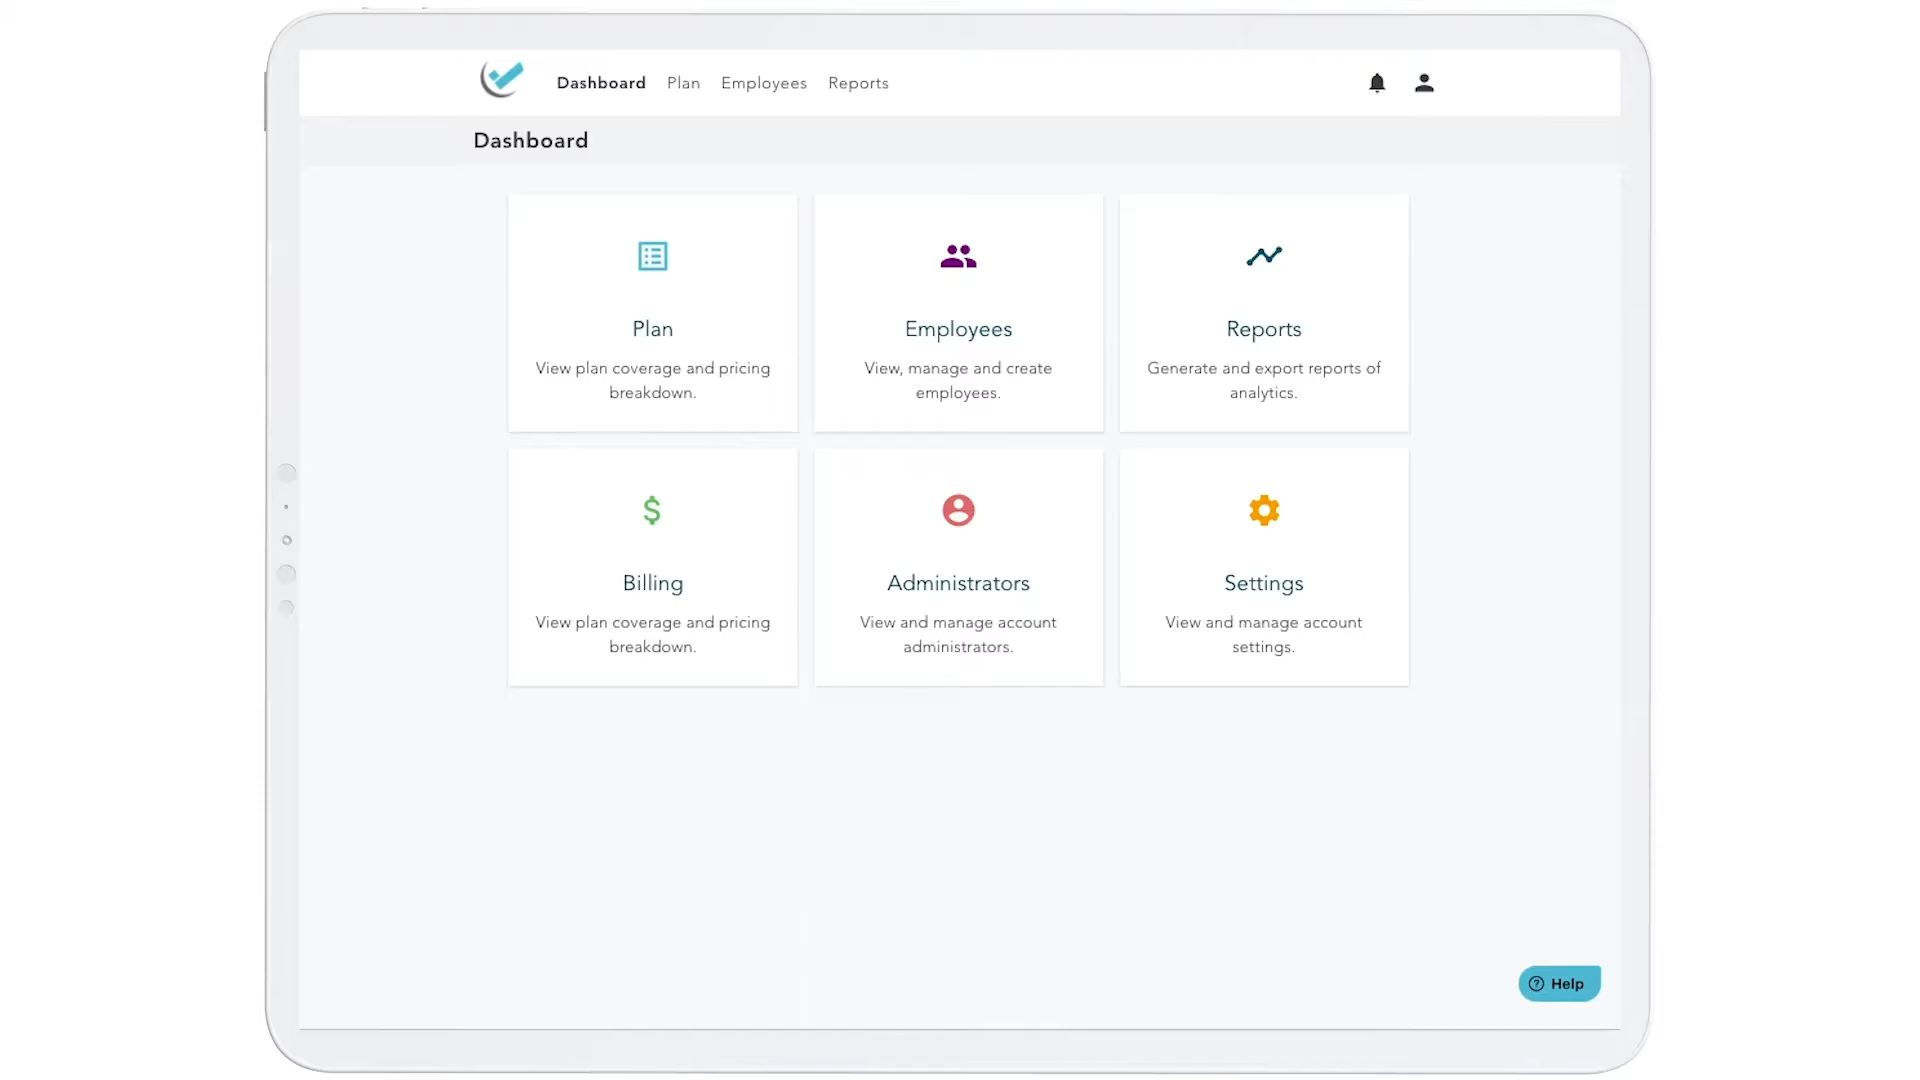 Dashboard Plan Employees Reports
Dashboard
Plan
View plan coverage and pricing
breakdown.
Employees
View, manage and create
employees.
Reports
Generate and export reports of
analytics.
Billing
View plan coverage and pricing
breakdown.
Administrators
View and manage account
administrators.
Settings
View and manage account
settings.
? Help